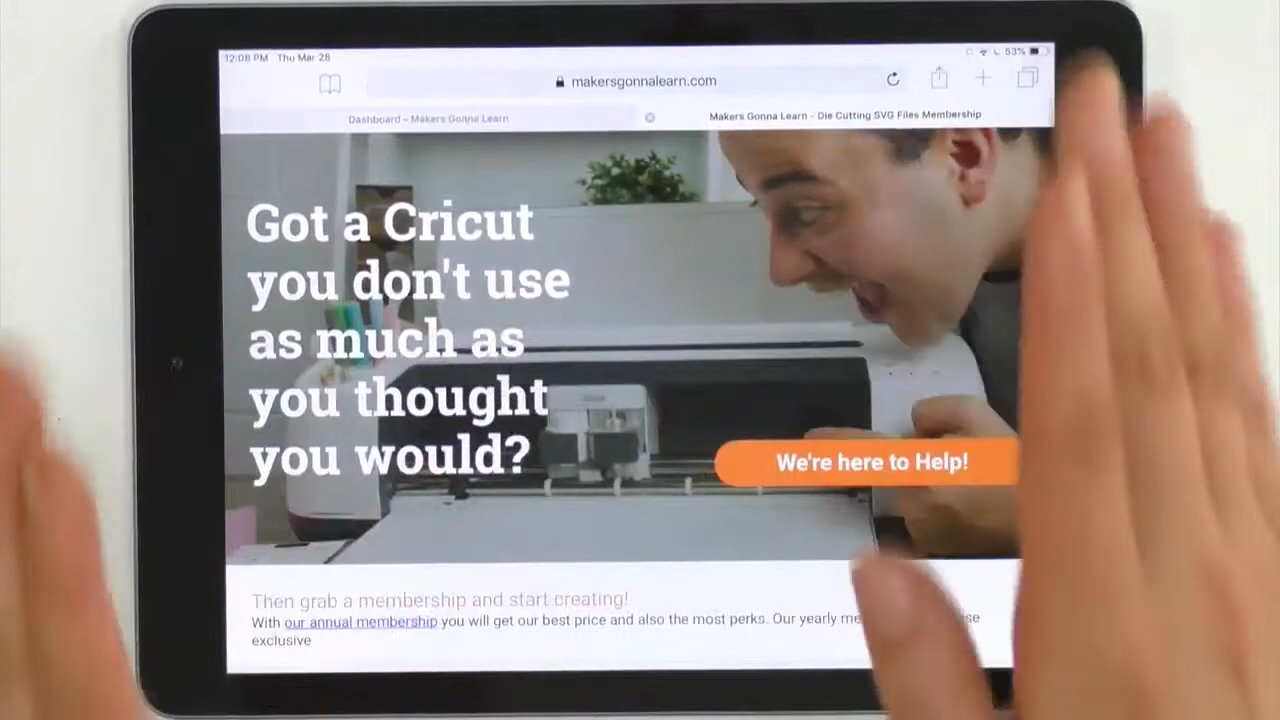 12:08 PM Thu Mar 28
53%
makersgonnalearn.com
Dashboard – Makers Gonna Learn
Makers Gonna Learn - Die Cutting SVG Files Membership
Got a Cricut
you don't use
as much as
you thought
you would?
We're here to Help!
Then grab a membership and start creating!
With our annual membership you will get our best price and also the most perks. Our yearly
exclusive